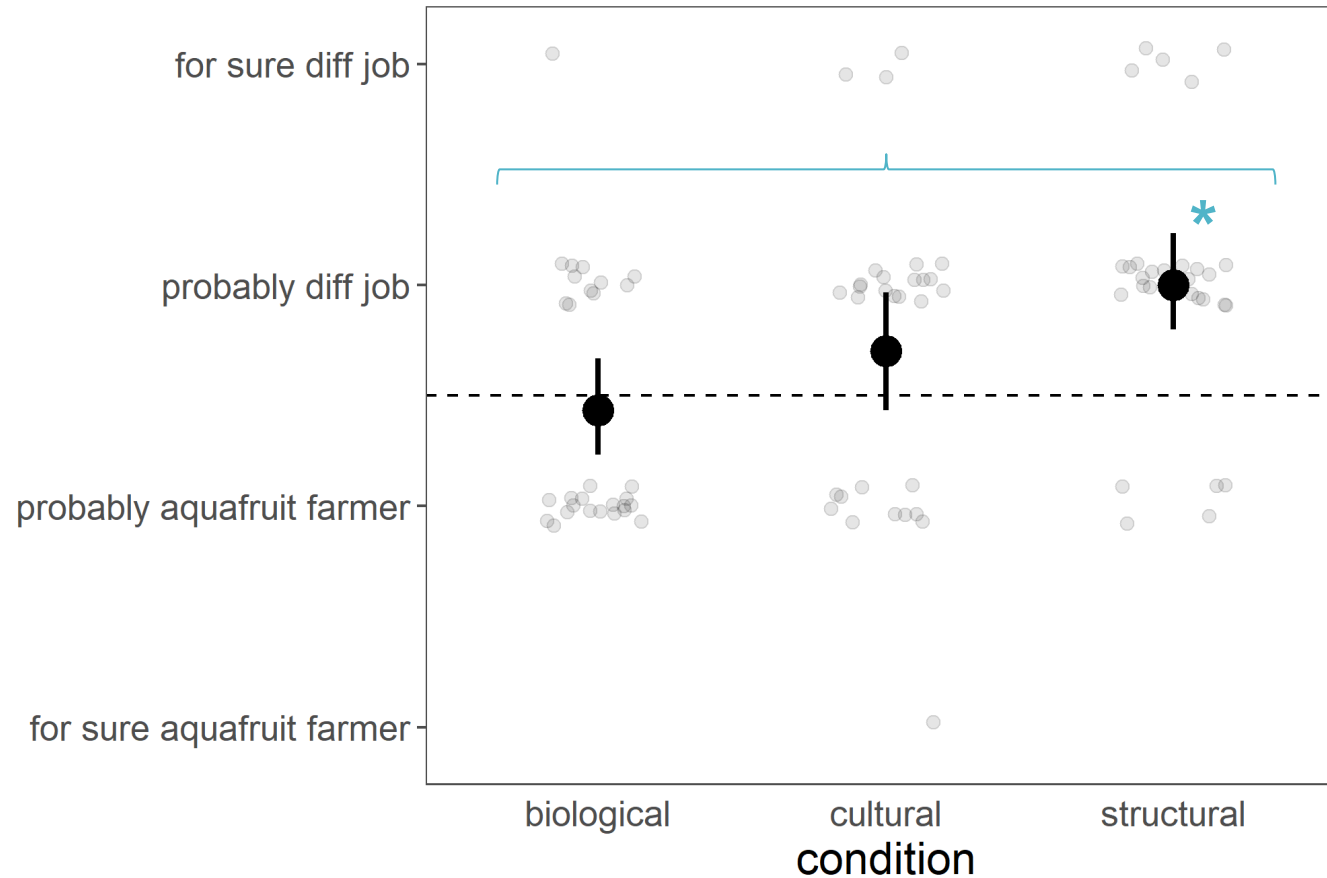 for sure diff job
probably diff job
probably aquafruit farmer
for sure aquafruit farmer
*
biological cultural structural
condition